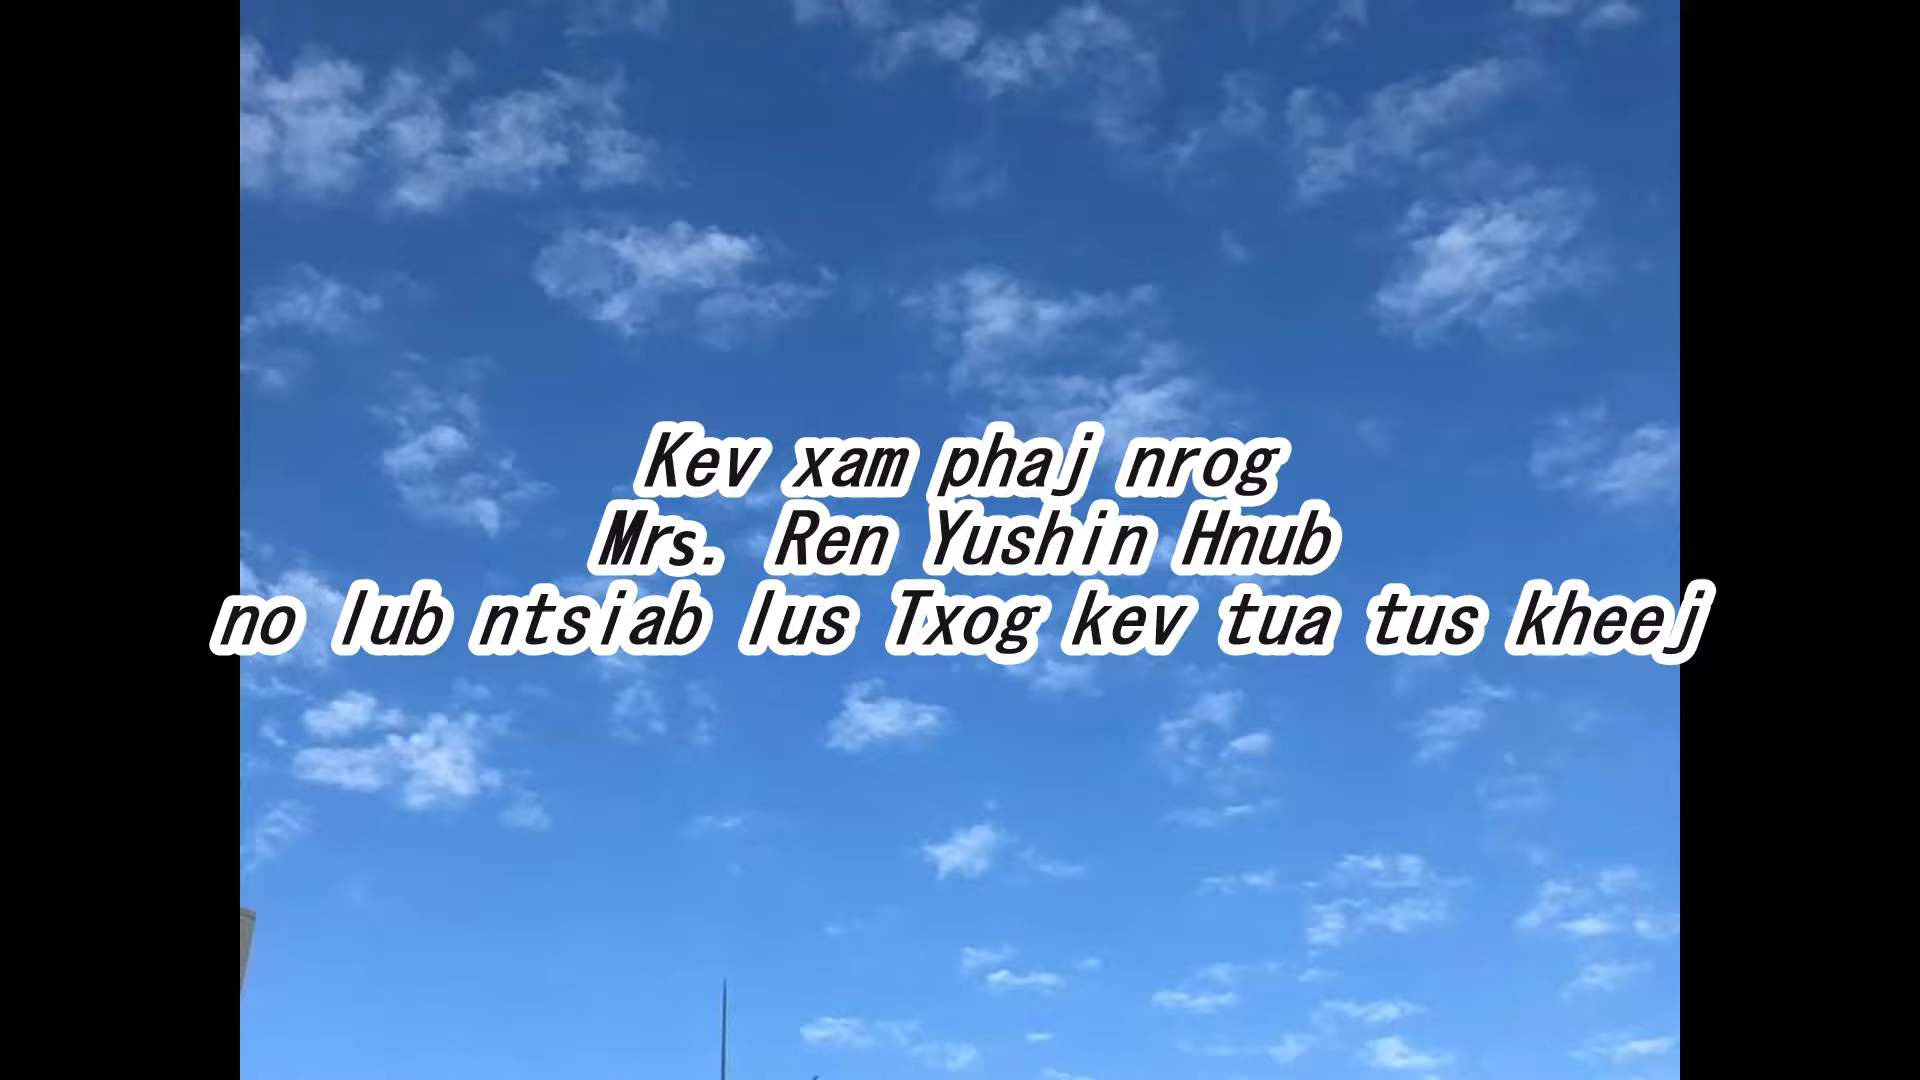 Kev xam phaj nrog
Mrs. Ren Yushin Hnub
no lub ntsiab lus Txog kev tua tus kheej